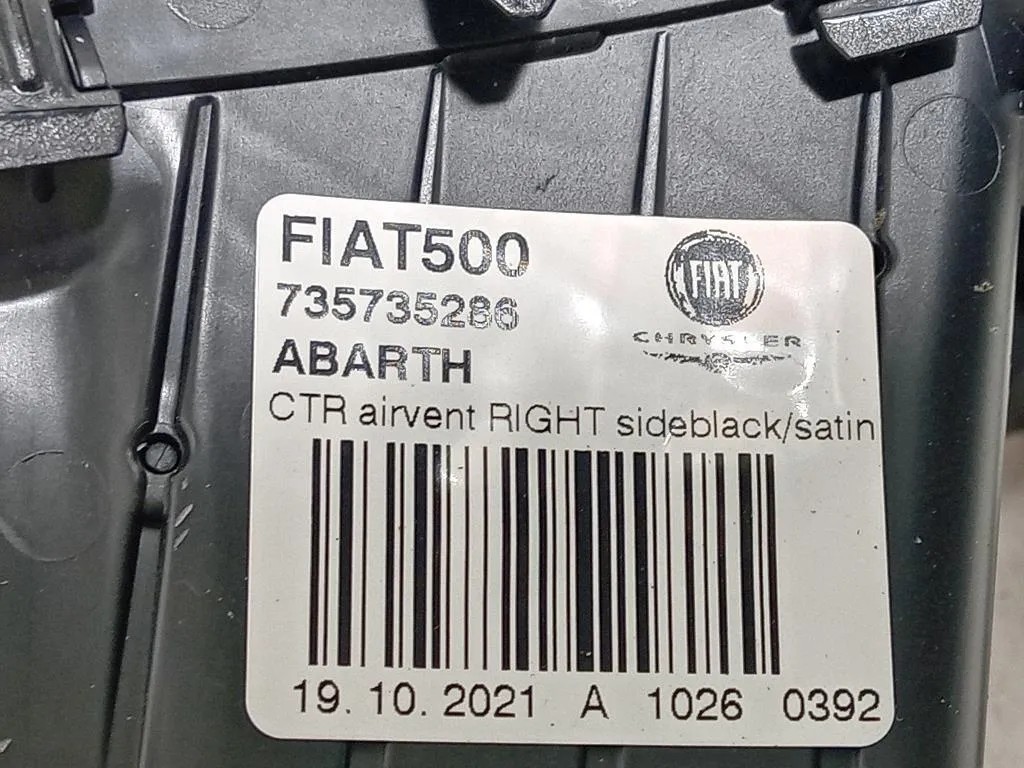 FIAT500
735735286
ABARTH
FIAT
CHRYSLER
CTR airvent RIGHT sideblack/satin
19. 10. 2021 A 1026 0392